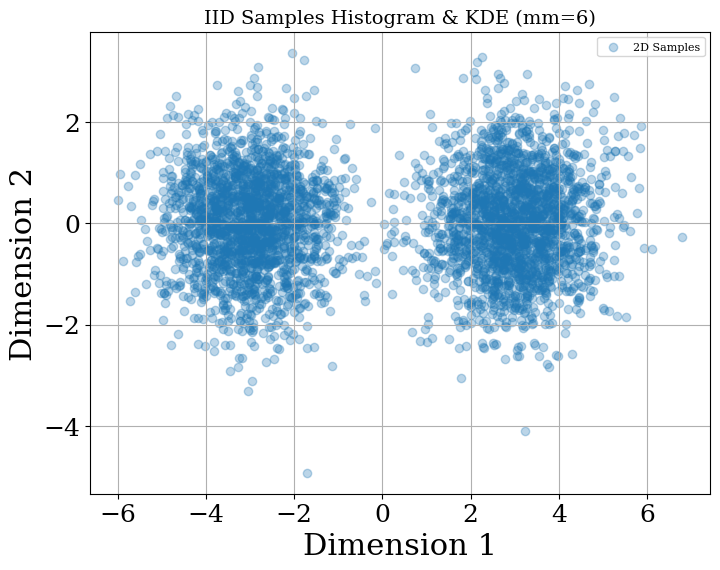 IID Samples Histogram & KDE (mm=6)
2D Samples
Dimension 2
2
0
−2
−4
−6 −4 −2 0 2 4 6
Dimension 1